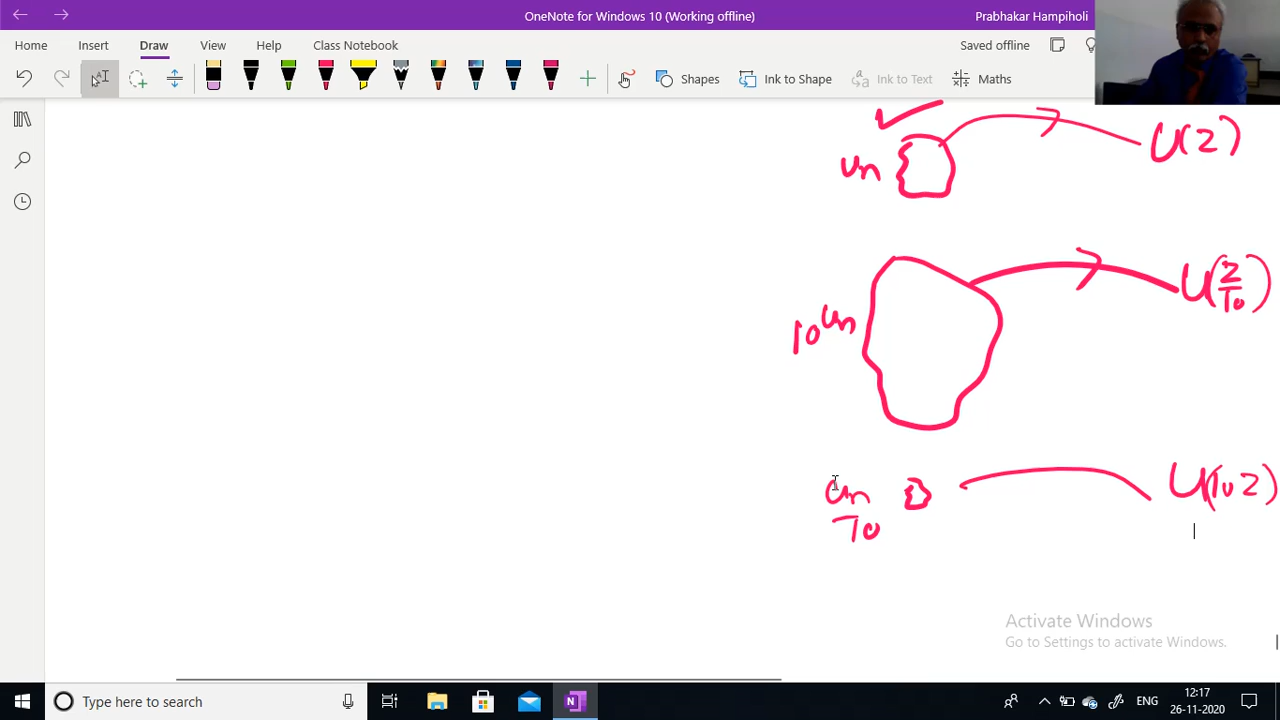 OneNote for Windows 10 (Working offline)
Prabhakar Hampiholi
Home Insert Draw View Help Class Notebook
Saved offline
Shapes
Ink to Shape
Ink to Text
Maths
U(Z)
un
U(Z/10)
10^un
un/10
U(10Z)
Activate Windows
Go to Settings to activate Windows.
Type here to search
ENG
12:17
26-11-2020